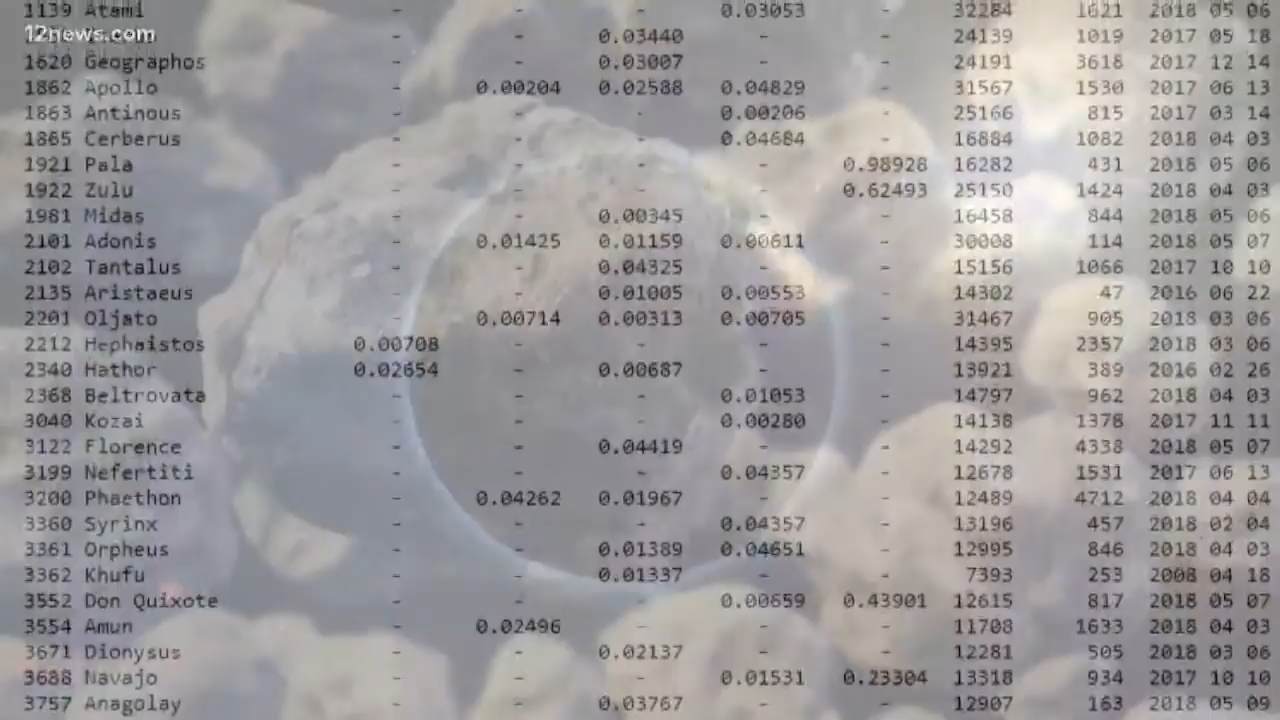 1139 Atami - - - 0.03053 - 32284 1021 2018 05 06
12news.com - - 0.03440 - - 24139 1019 2017 05 18
1620 Geographos - - 0.03007 - - 24191 3618 2017 12 14
1862 Apollo - 0.00204 0.02588 0.04829 - 31567 1530 2017 06 13
1863 Antinous - - - 0.00206 - 25166 815 2017 03 14
1865 Cerberus - - - 0.04684 - 16884 1082 2018 04 03
1921 Pala - - - - 0.98928 16282 431 2018 05 06
1922 Zulu - - - - 0.62493 25150 1424 2018 04 03
1981 Midas - - 0.00345 - - 16458 844 2018 05 06
2101 Adonis - 0.01425 0.01159 0.00611 - 30008 114 2018 05 07
2102 Tantalus - - 0.04325 - - 15156 1066 2017 10 10
2135 Aristaeus - - 0.01005 0.00553 - 14302 47 2016 06 22
2201 Oljato - 0.00714 0.00313 0.00705 - 31467 905 2018 03 06
2212 Hephaistos 0.00708 - - - - 14395 2357 2018 03 06
2340 Hathor 0.02654 - 0.00687 - - 13921 389 2016 02 26
2368 Beltrovata - - - 0.01053 - 14797 962 2018 04 03
3040 Kozai - - - 0.00280 - 14138 1378 2017 11 11
3122 Florence - - 0.04419 - - 14292 4338 2018 05 07
3199 Nefertiti - - - 0.04357 - 12678 1531 2017 06 13
3200 Phaethon - 0.04262 0.01967 - - 12489 4712 2018 04 04
3360 Syrinx - - - 0.04357 - 13196 457 2018 02 04
3361 Orpheus - - 0.01389 0.04651 - 12995 846 2018 04 03
3362 Khufu - - 0.01337 - - 7393 253 2008 04 18
3552 Don Quixote - - - 0.00659 0.43901 12615 817 2018 05 07
3554 Amun - 0.02496 - - - 11708 1633 2018 04 03
3671 Dionysus - - 0.02137 - - 12281 505 2018 03 06
3688 Navajo - - - 0.01531 0.23304 13318 934 2017 10 10
3757 Anagolay - - 0.03767 - - 12907 163 2018 05 09